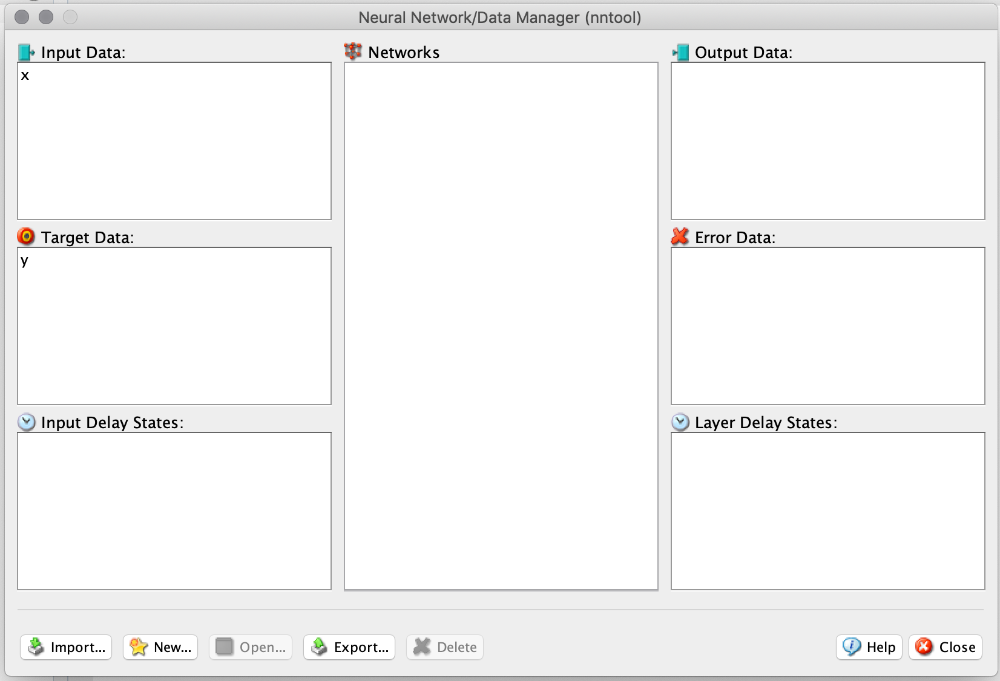 Neural Network/Data Manager (nntool)
Input Data:
x
Networks
Output Data:
Target Data:
y
Error Data:
Input Delay States:
Layer Delay States:
Import...
New...
Open...
Export...
Delete
Help
Close